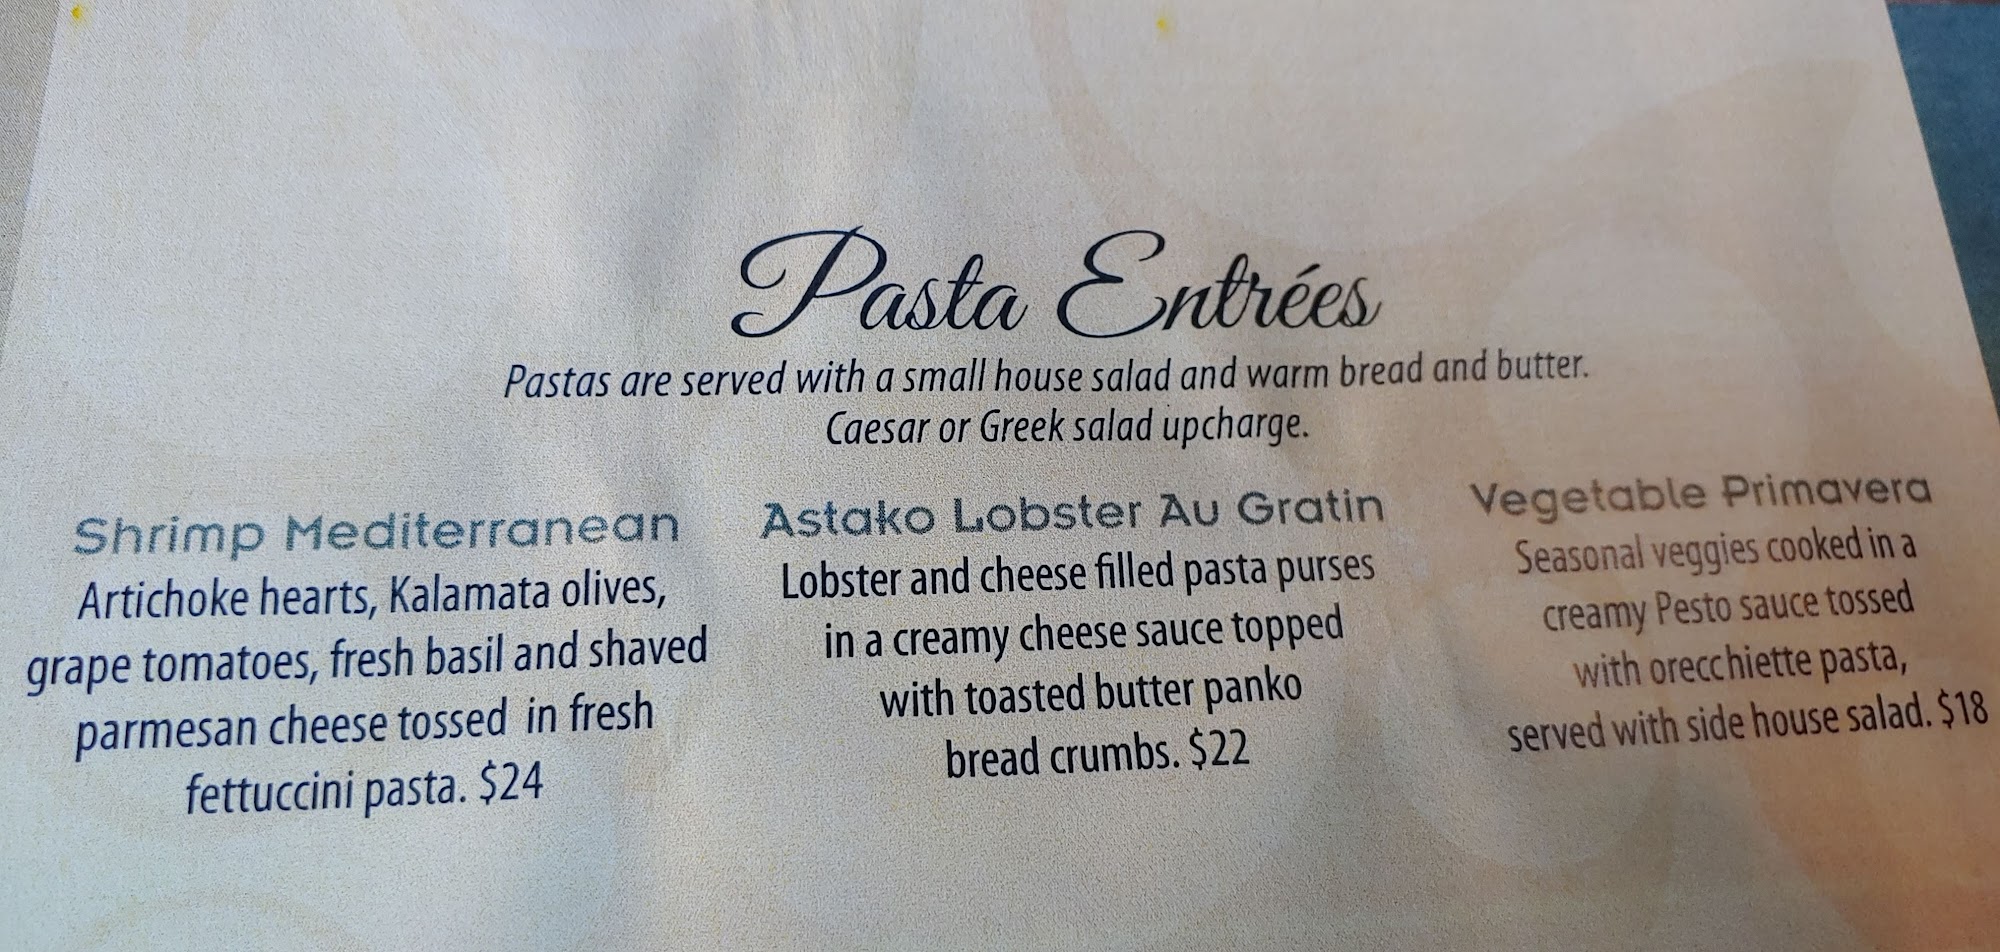 Pasta Entrées
Pastas are served with a small house salad and warm bread and butter.
Caesar or Greek salad upcharge.
Shrimp Mediterranean
Artichoke hearts, Kalamata olives,
grape tomatoes, fresh basil and shaved
parmesan cheese tossed in fresh
fettuccini pasta. $24
Astako Lobster Au Gratin
Lobster and cheese filled pasta purses
in a creamy cheese sauce topped
with toasted butter panko
bread crumbs. $22
Vegetable Primavera
Seasonal veggies cooked in a
creamy Pesto sauce tossed
with orecchiette pasta,
served with side house salad. $18